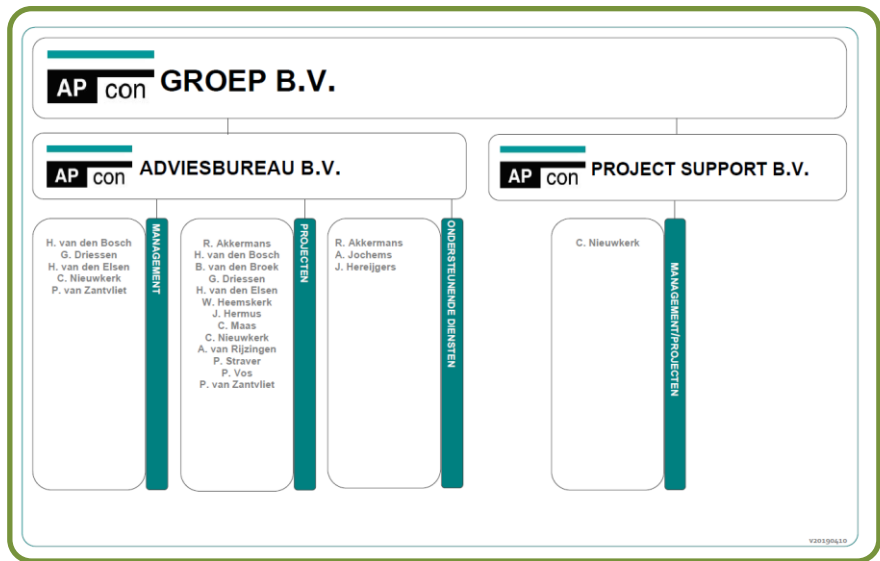 AP con GROEP B.V.
AP con ADVIESBUREAU B.V.
AP con PROJECT SUPPORT B.V.
H. van den Bosch
G. Driessen
H. van den Elsen
C. Nieuwkerk
P. van Zantvliet
MANAGEMENT
R. Akkermans
H. van den Bosch
B. van den Broek
G. Driessen
H. van den Elsen
W. Heemskerk
J. Hermus
C. Maas
C. Nieuwkerk
A. van Rijzingen
P. Straver
P. Vos
P. van Zantvliet
PROJECTEN
R. Akkermans
A. Jochems
J. Hereijgers
ONDERSTEUNENDE DIENSTEN
C. Nieuwkerk
MANAGEMENT/PROJECTEN
v20190410